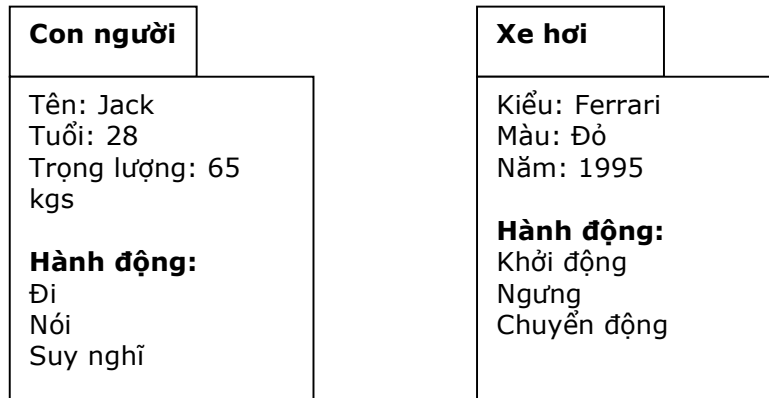 Con người
Tên: Jack
Tuổi: 28
Trọng lượng: 65
kgs
Hành động:
Đi
Nói
Suy nghĩ
Xe hơi
Kiểu: Ferrari
Màu: Đỏ
Năm: 1995
Hành động:
Khởi động
Ngưng
Chuyển động